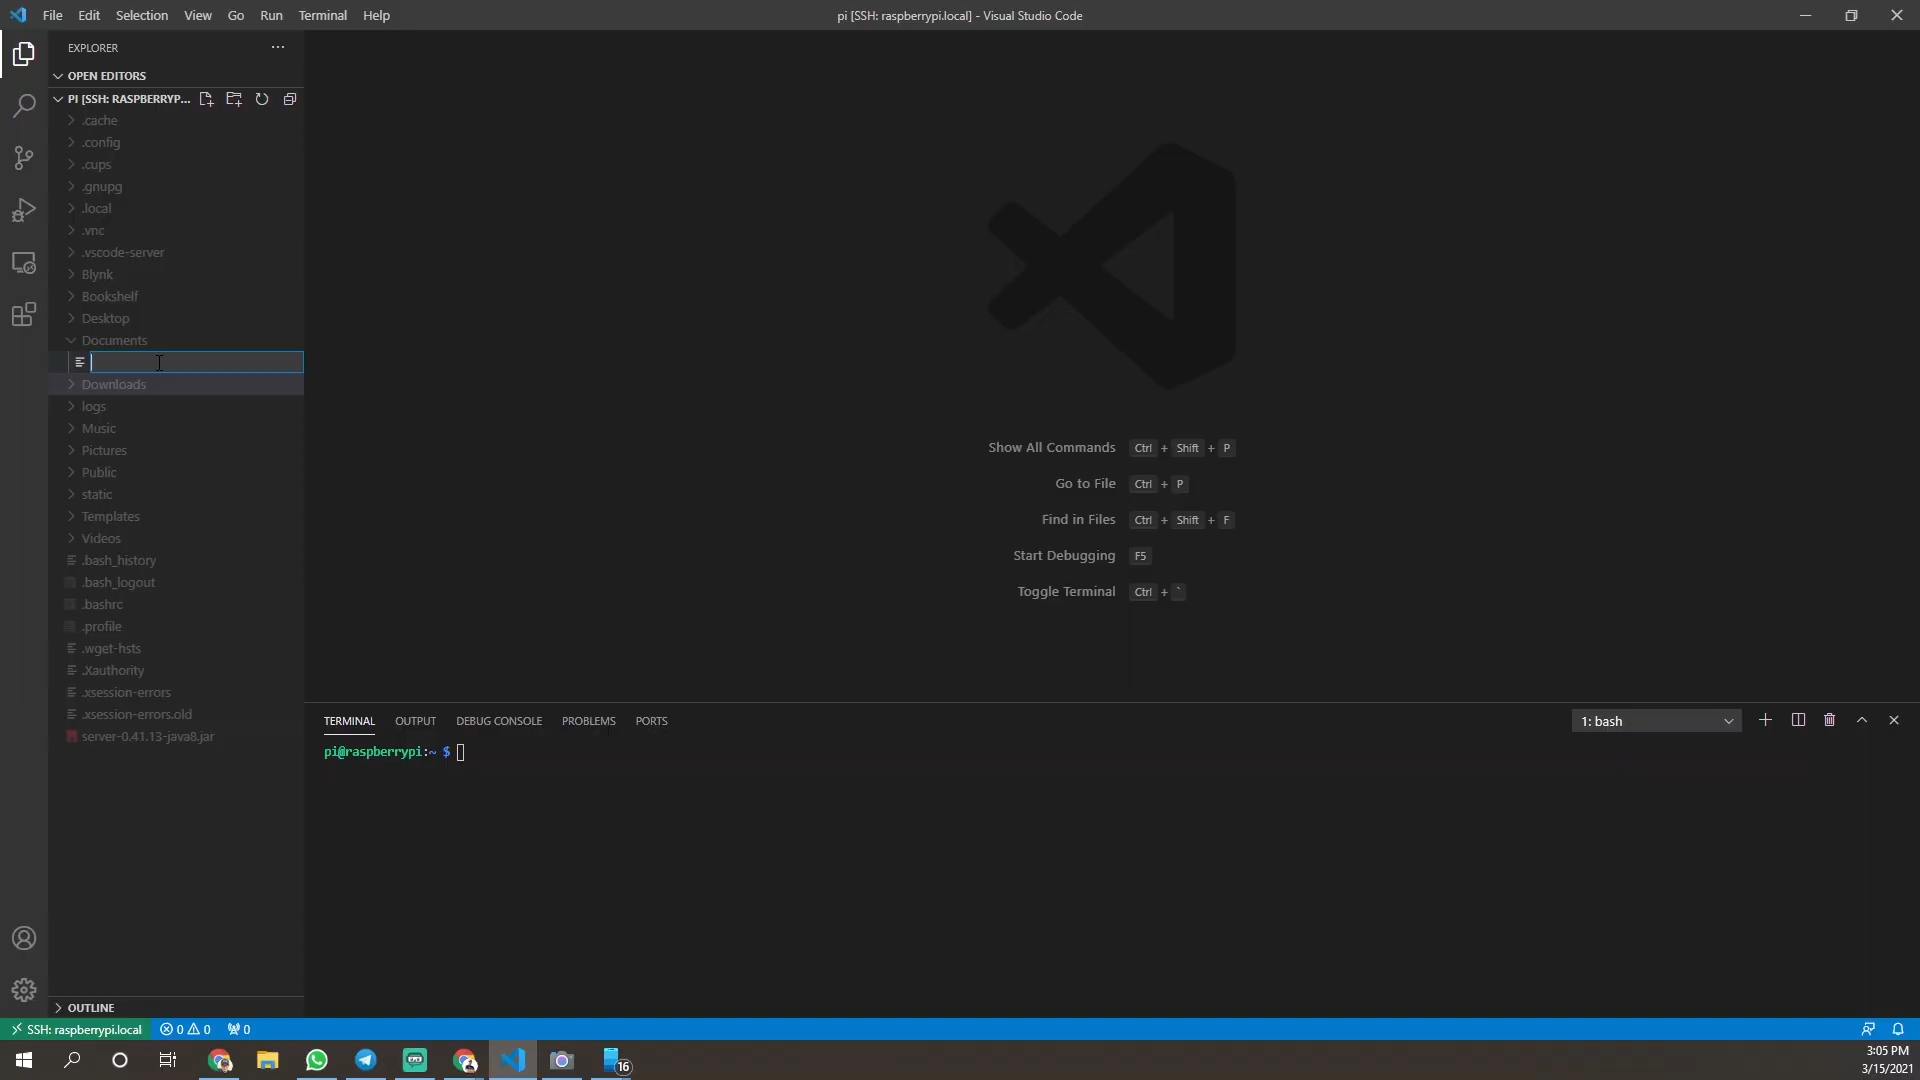 File Edit Selection View Go Run Terminal Help
pi [SSH: raspberrypi.local] - Visual Studio Code
EXPLORER
OPEN EDITORS
PI [SSH: RASPBERRYP...
.cache
.config
.cups
.gnupg
.local
.vnc
.vscode-server
Blynk
Bookshelf
Desktop
Documents
Downloads
logs
Music
Pictures
Public
static
Templates
Videos
.bash_history
.bash_logout
.bashrc
.profile
.wget-hsts
.Xauthority
.xsession-errors
.xsession-errors.old
server-0.41.13-java8.jar
OUTLINE
Show All Commands Ctrl + Shift + P
Go to File Ctrl + P
Find in Files Ctrl + Shift + F
Start Debugging F5
Toggle Terminal Ctrl + `
TERMINAL OUTPUT DEBUG CONSOLE PROBLEMS PORTS
1: bash
pi@raspberrypi:~ $
SSH: raspberrypi.local 0 0 0
16
3:05 PM
3/15/2021